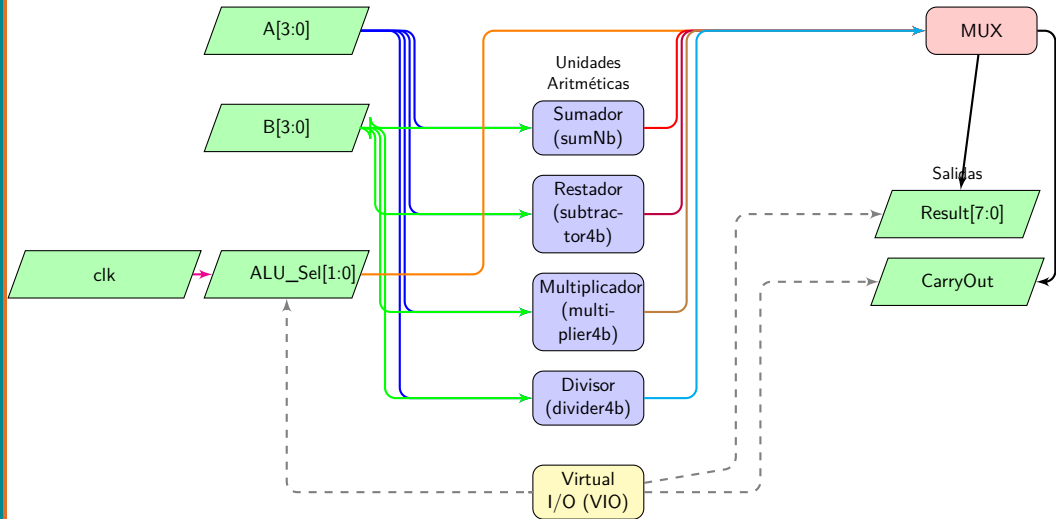 A[3:0]
MUX
Unidades
Aritméticas
B[3:0]
Sumador
(sumNb)
Salidas
Restador
(subtrac-
tor4b)
Result[7:0]
clk
ALU_Sel[1:0]
CarryOut
Multiplicador
(multi-
plier4b)
Divisor
(divider4b)
Virtual
I/O (VIO)